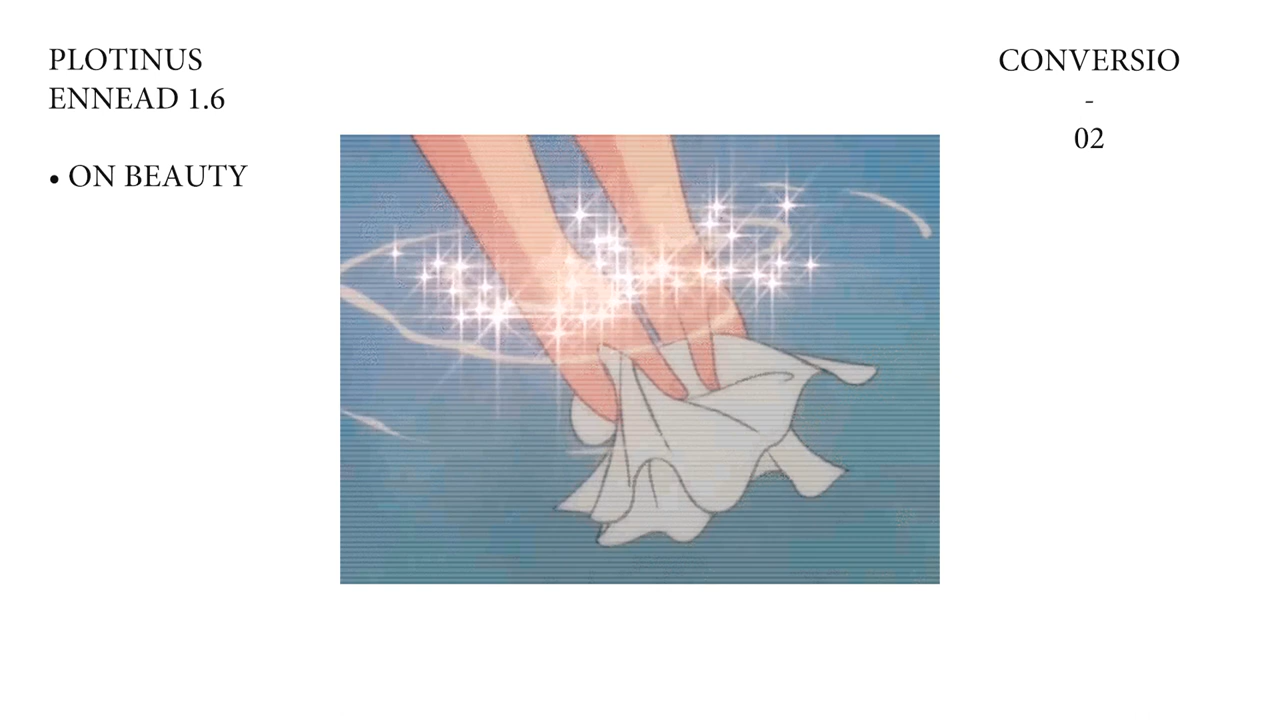 PLOTINUS
ENNEAD 1.6
• ON BEAUTY
CONVERSIO
-
02